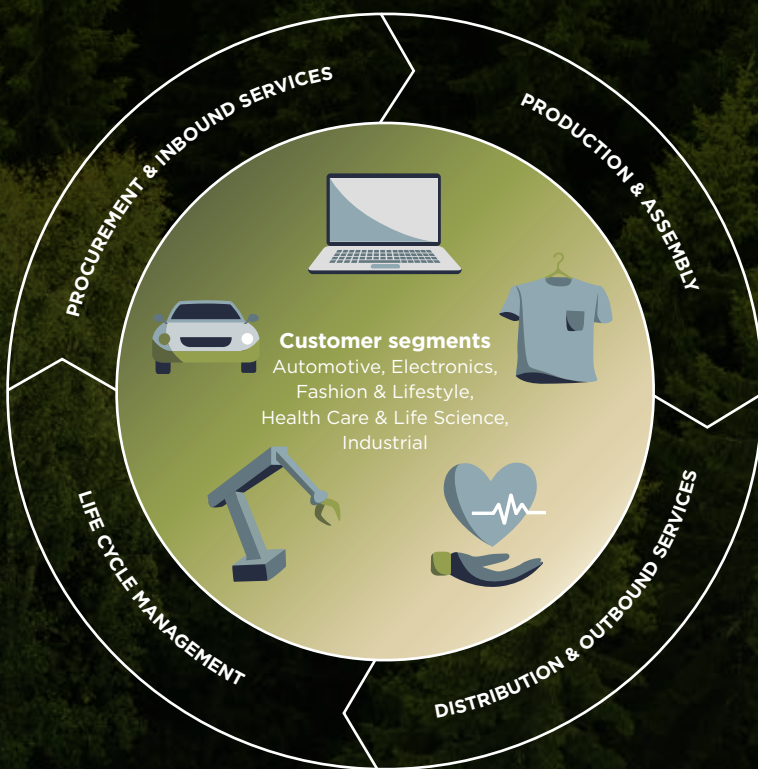 PROCUREMENT & INBOUND SERVICES
PRODUCTION & ASSEMBLY
Customer segments
Automotive, Electronics,
Fashion & Lifestyle,
Health Care & Life Science,
Industrial
LIFE CYCLE MANAGEMENT
DISTRIBUTION & OUTBOUND SERVICES